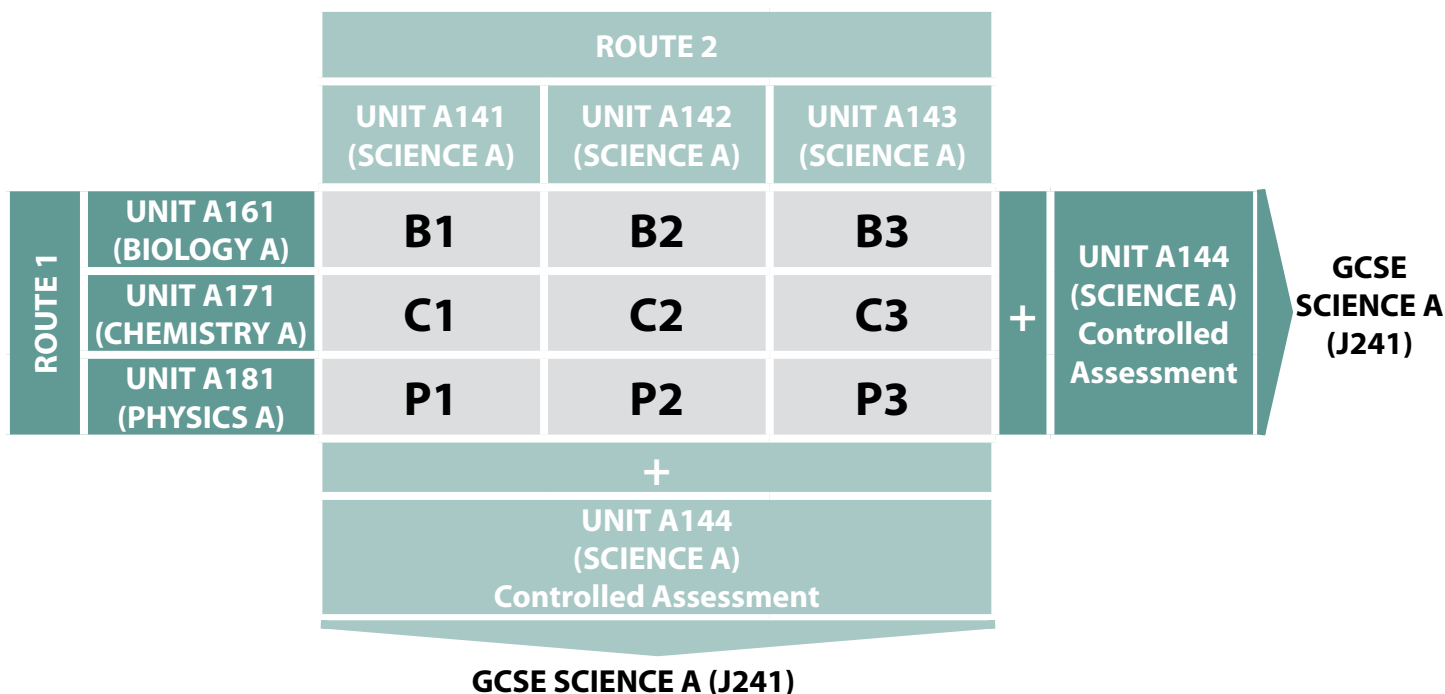 ROUTE 2
UNIT A141
(SCIENCE A)
UNIT A142
(SCIENCE A)
UNIT A143
(SCIENCE A)
ROUTE 1
UNIT A161
(BIOLOGY A)
B1
B2
B3
UNIT A171
(CHEMISTRY A)
C1
C2
C3
UNIT A181
(PHYSICS A)
P1
P2
P3
+
UNIT A144
(SCIENCE A)
Controlled
Assessment
GCSE
SCIENCE A
(J241)
+
UNIT A144
(SCIENCE A)
Controlled Assessment
GCSE SCIENCE A (J241)